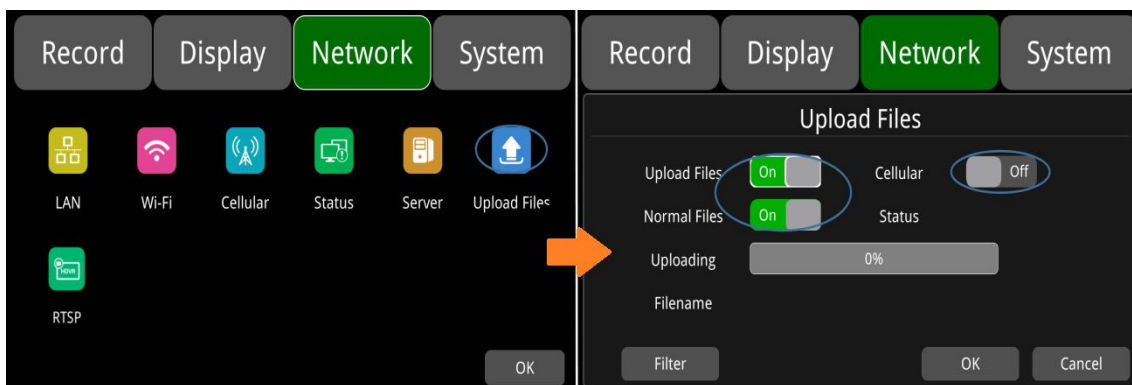 Record Display Network System
LAN Wi-Fi Cellular Status Server Upload Files
HDVR
RTSP
OK
Record Display Network System
Upload Files
Upload Files On Cellular Off
Normal Files On Status
Uploading 0%
Filename
Filter OK Cancel